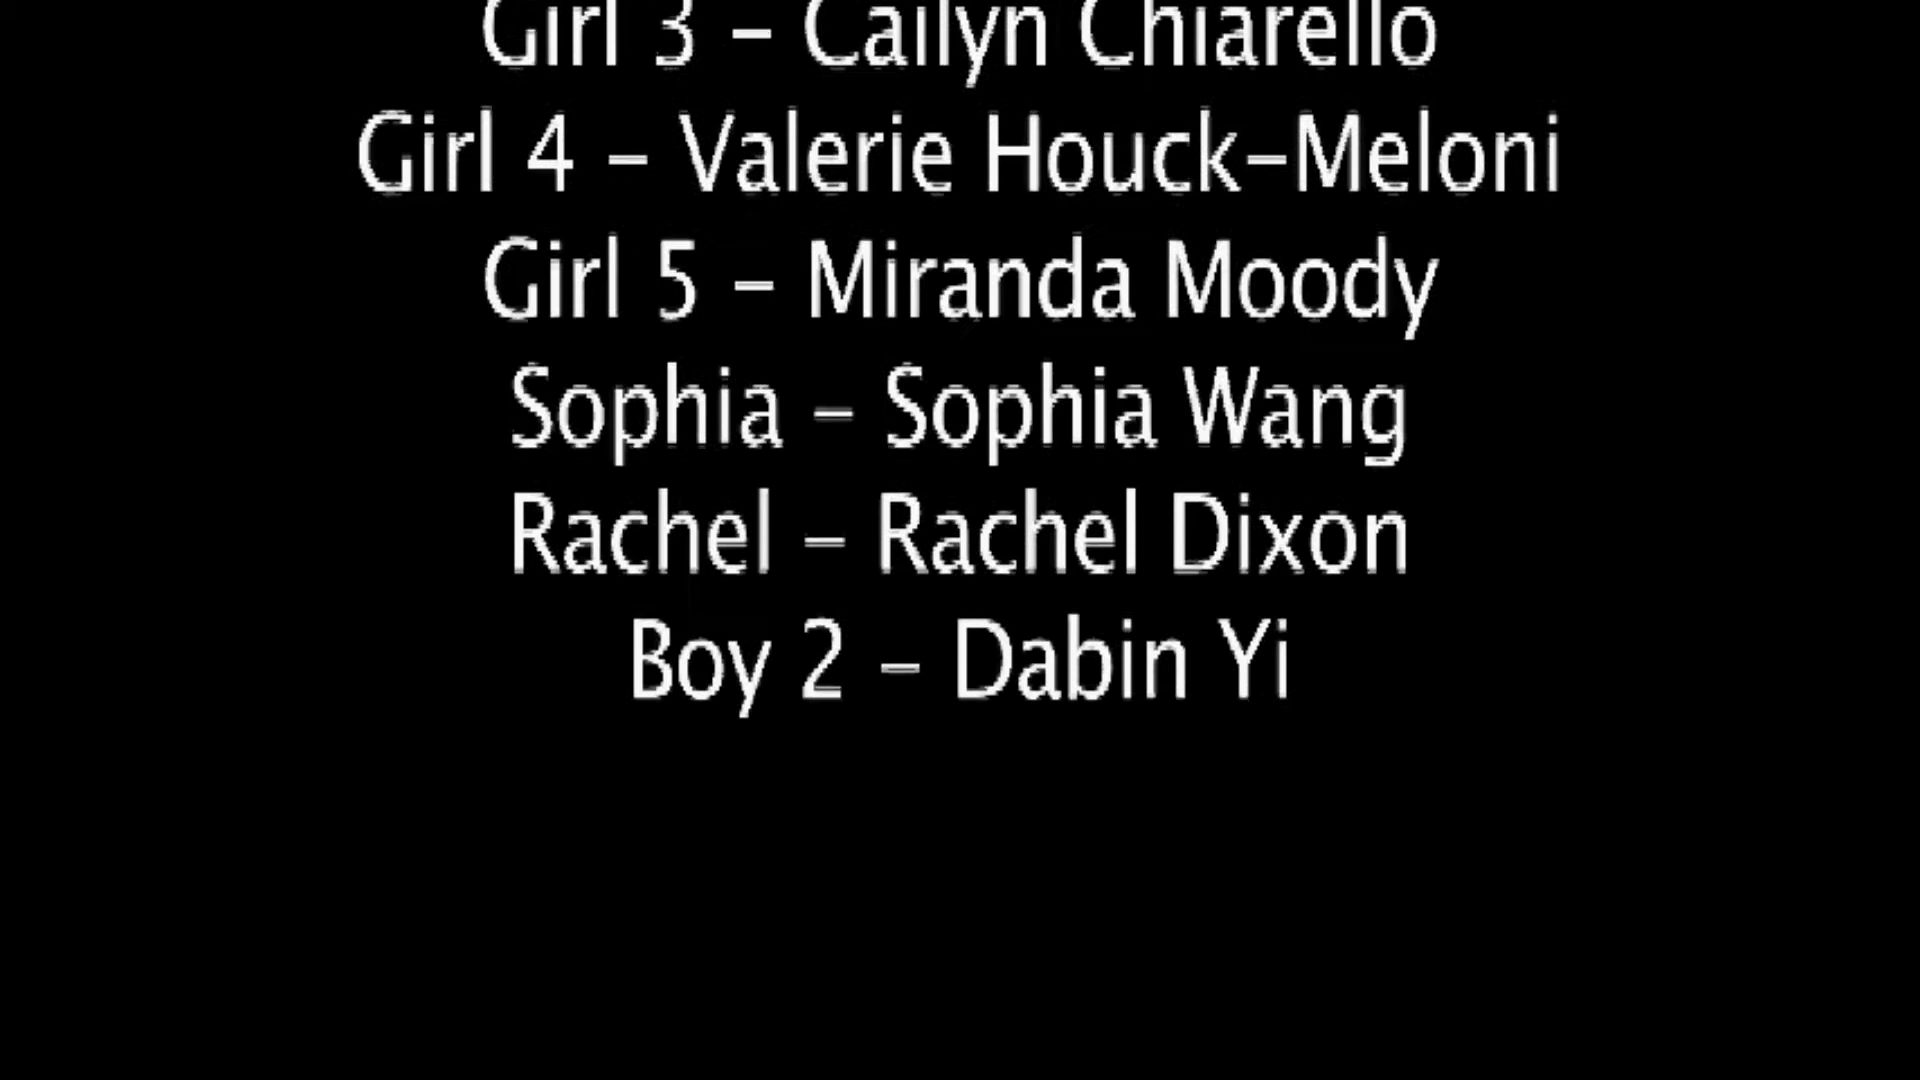 Girl 3 - Cailyn Chiarello
Girl 4 - Valerie Houck-Meloni
Girl 5 - Miranda Moody
Sophia - Sophia Wang
Rachel - Rachel Dixon
Boy 2 - Dabin Yi